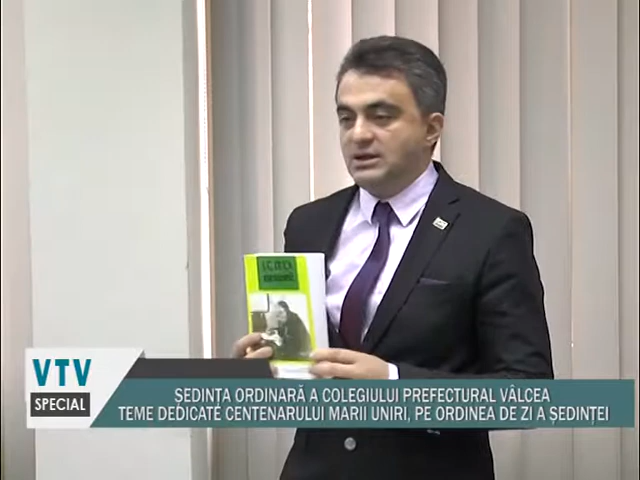 VTV
SPECIAL
ȘEDINȚA ORDINARĂ A COLEGIULUI PREFECTURAL VÂLCEA
TEME DEDICATE CENTENARULUI MARII UNIRI, PE ORDINEA DE ZI A ȘEDINȚEI